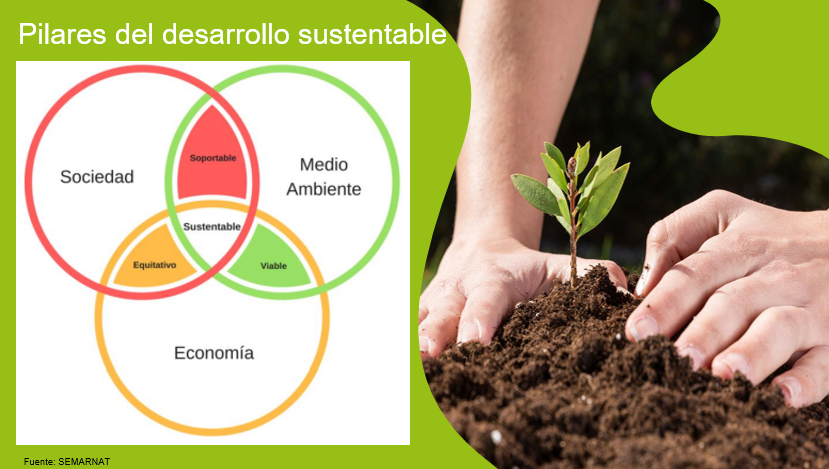 Pilares del desarrollo sustentable
Sociedad
Soportable
Medio
Ambiente
Sustentable
Equitativo
Viable
Economía
Fuente: SEMARNAT